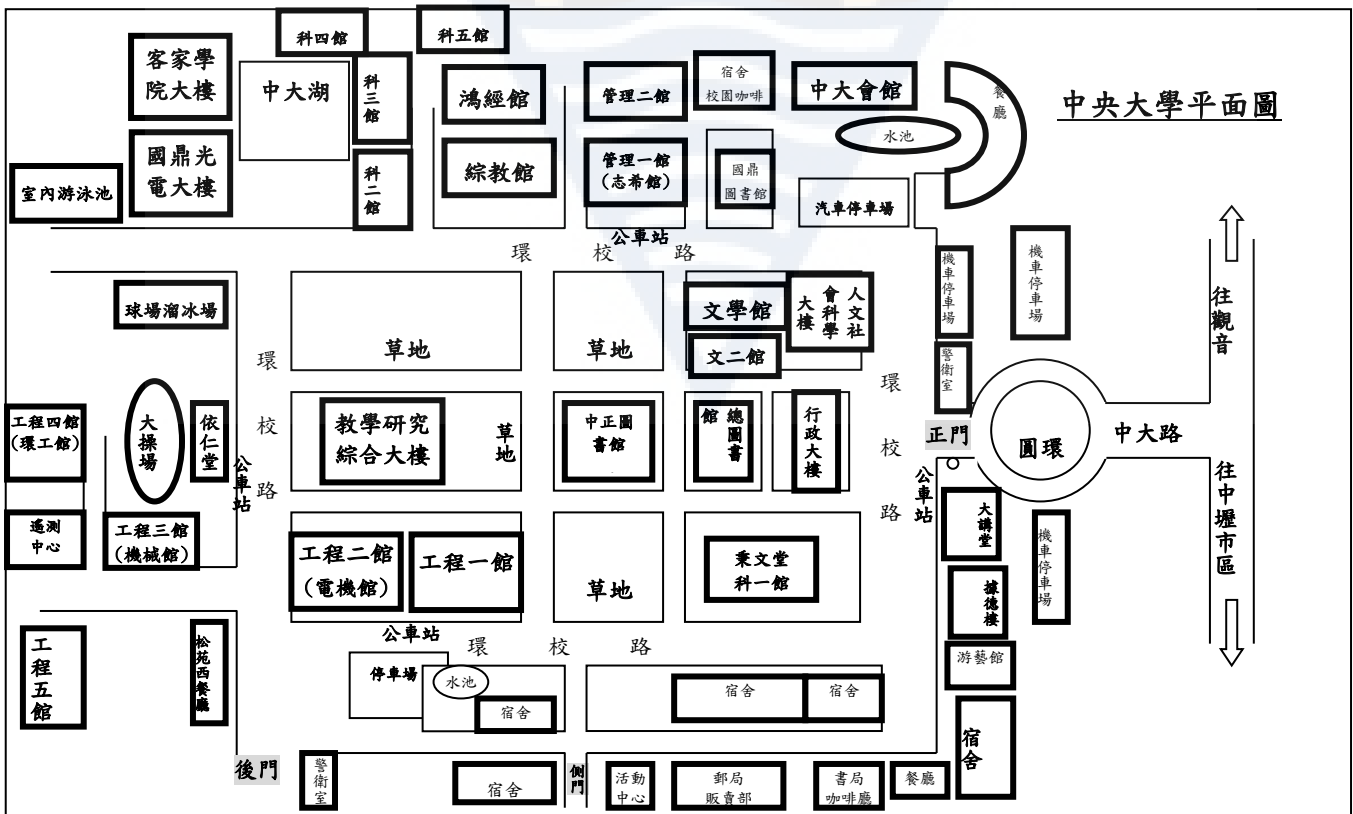 中央大學平面圖
科四館
科五館
客家學
院大樓
中大湖
科三館
鴻經館
管理二館
宿舍
校園咖啡
中大會館
餐廳
水池
國鼎光
電大樓
室內游泳池
科二館
綜教館
管理一館
(志希館)
國鼎
圖書館
汽車停車場
公車站
環校路
機車停車場
機車停車場
往觀音
球場溜冰場
草地
草地
文學館
文二館
人文社
會科學
大樓
環校路
環校路
警衛室
工程四館
(環工館)
大操場
依仁堂
公車站
教學研究
綜合大樓
草地
中正圖
書館
總圖書
館
行政大樓
正門
圓環
中大路
公車站
往中壢市區
遙測
中心
工程三館
(機械館)
工程二館
(電機館)
工程一館
草地
秉文堂
科一館
大講堂
機車停車場
據德樓
公車站
環校路
工程五館
松苑西餐廳
停車場
水池
宿舍
宿舍
宿舍
游藝館
宿舍
後門
警衛室
宿舍
側門
活動
中心
郵局
販賣部
書局
咖啡廳
餐廳